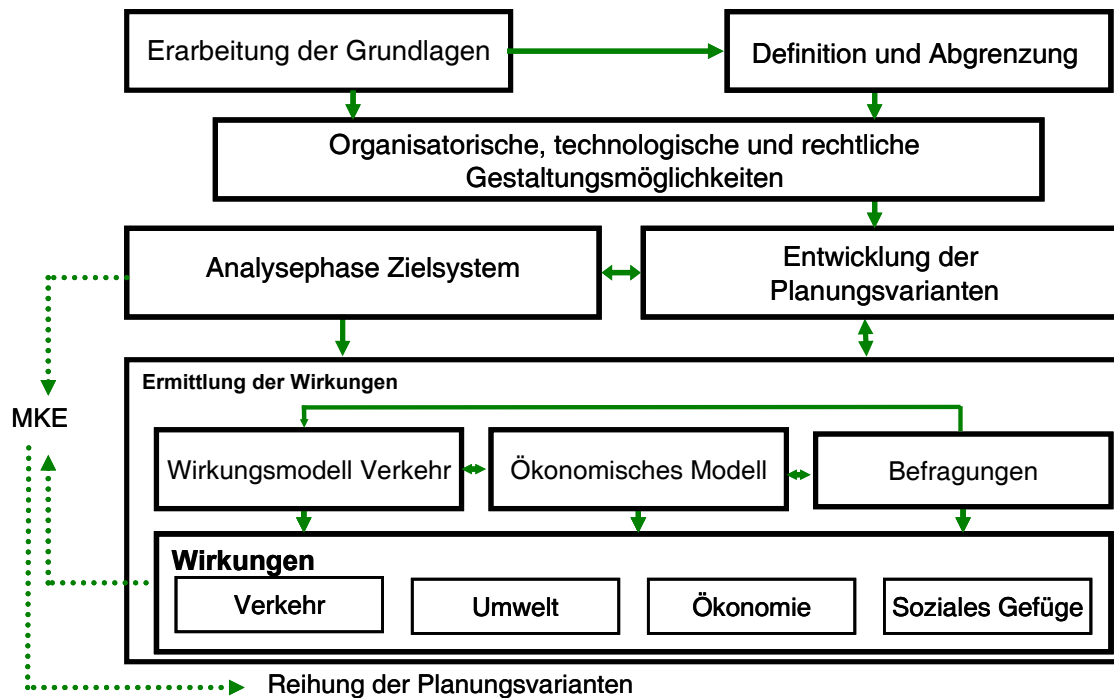 Erarbeitung der Grundlagen
Definition und Abgrenzung
Organisatorische, technologische und rechtliche
Gestaltungsmöglichkeiten
Analysephase Zielsystem
Entwicklung der
Planungsvarianten
Ermittlung der Wirkungen
MKE
Wirkungsmodell Verkehr
Ökonomisches Modell
Befragungen
Wirkungen
Verkehr
Umwelt
Ökonomie
Soziales Gefüge
Reihung der Planungsvarianten